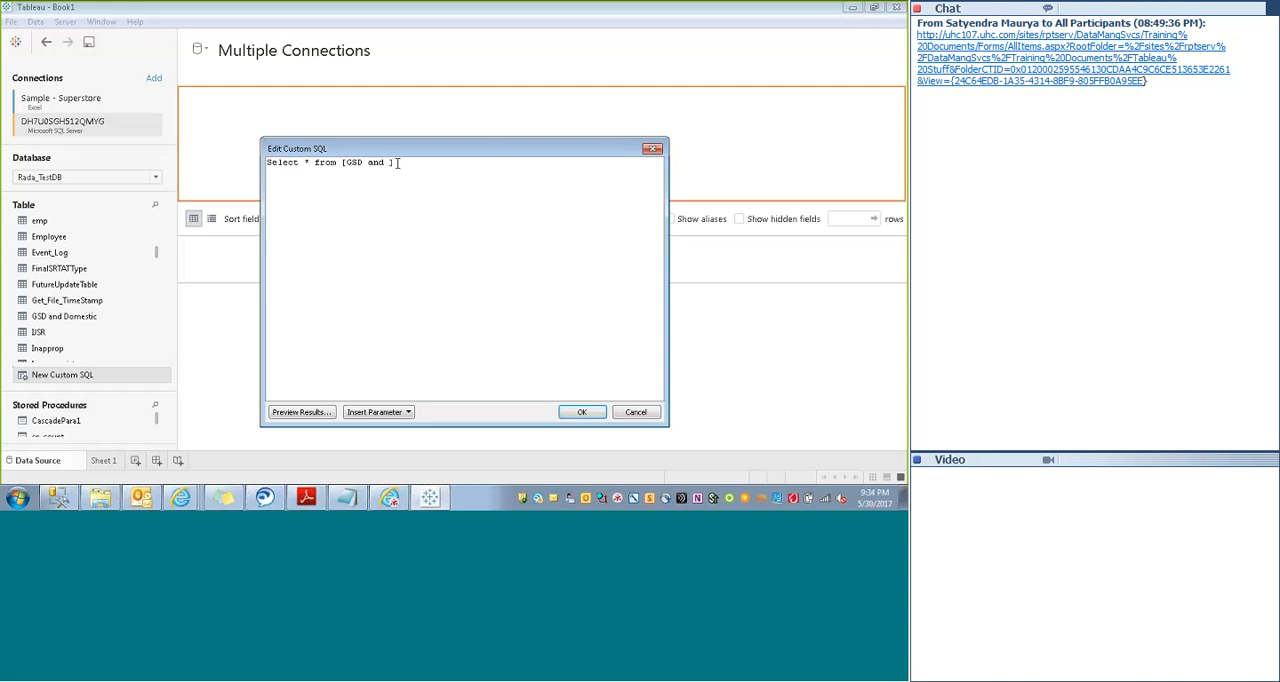 Tableau - Book1
File Data Server Window Help
Connections Add
Sample - Superstore
Excel
DH7U0SGH512QMYG
Microsoft SQL Server
Database
Rada_TestDB
Table
emp
Employee
Event_Log
FinalSRTATType
FutureUpdateTable
Get_File_TimeStamp
GSD and Domestic
Inapprop
New Custom SQL
Stored Procedures
CascadePara1
Data Source Sheet 1
Multiple Connections
Sort field
Show aliases Show hidden fields rows
Edit Custom SQL
Select * from [GSD and ]
Preview Results... Insert Parameter OK Cancel
9:34 PM
5/30/2017
Chat
From Satyendra Maurya to All Participants (08:49:36 PM):
http://uhc107.uhc.com/sites/rptserv/DataMangSvcs/Training%
20Documents/Forms/AllItems.aspx?RootFolder=%2Fsites%2Frptserv%
2FDataMangSvcs%2FTraining%20Documents%2FTableau%
20Stuff&FolderCTID=0x0120002595546130CDAA4C9C6CE513653E2261
&View={24C64EDB-1A35-4314-8BF9-805FFB0A95EE}
Video